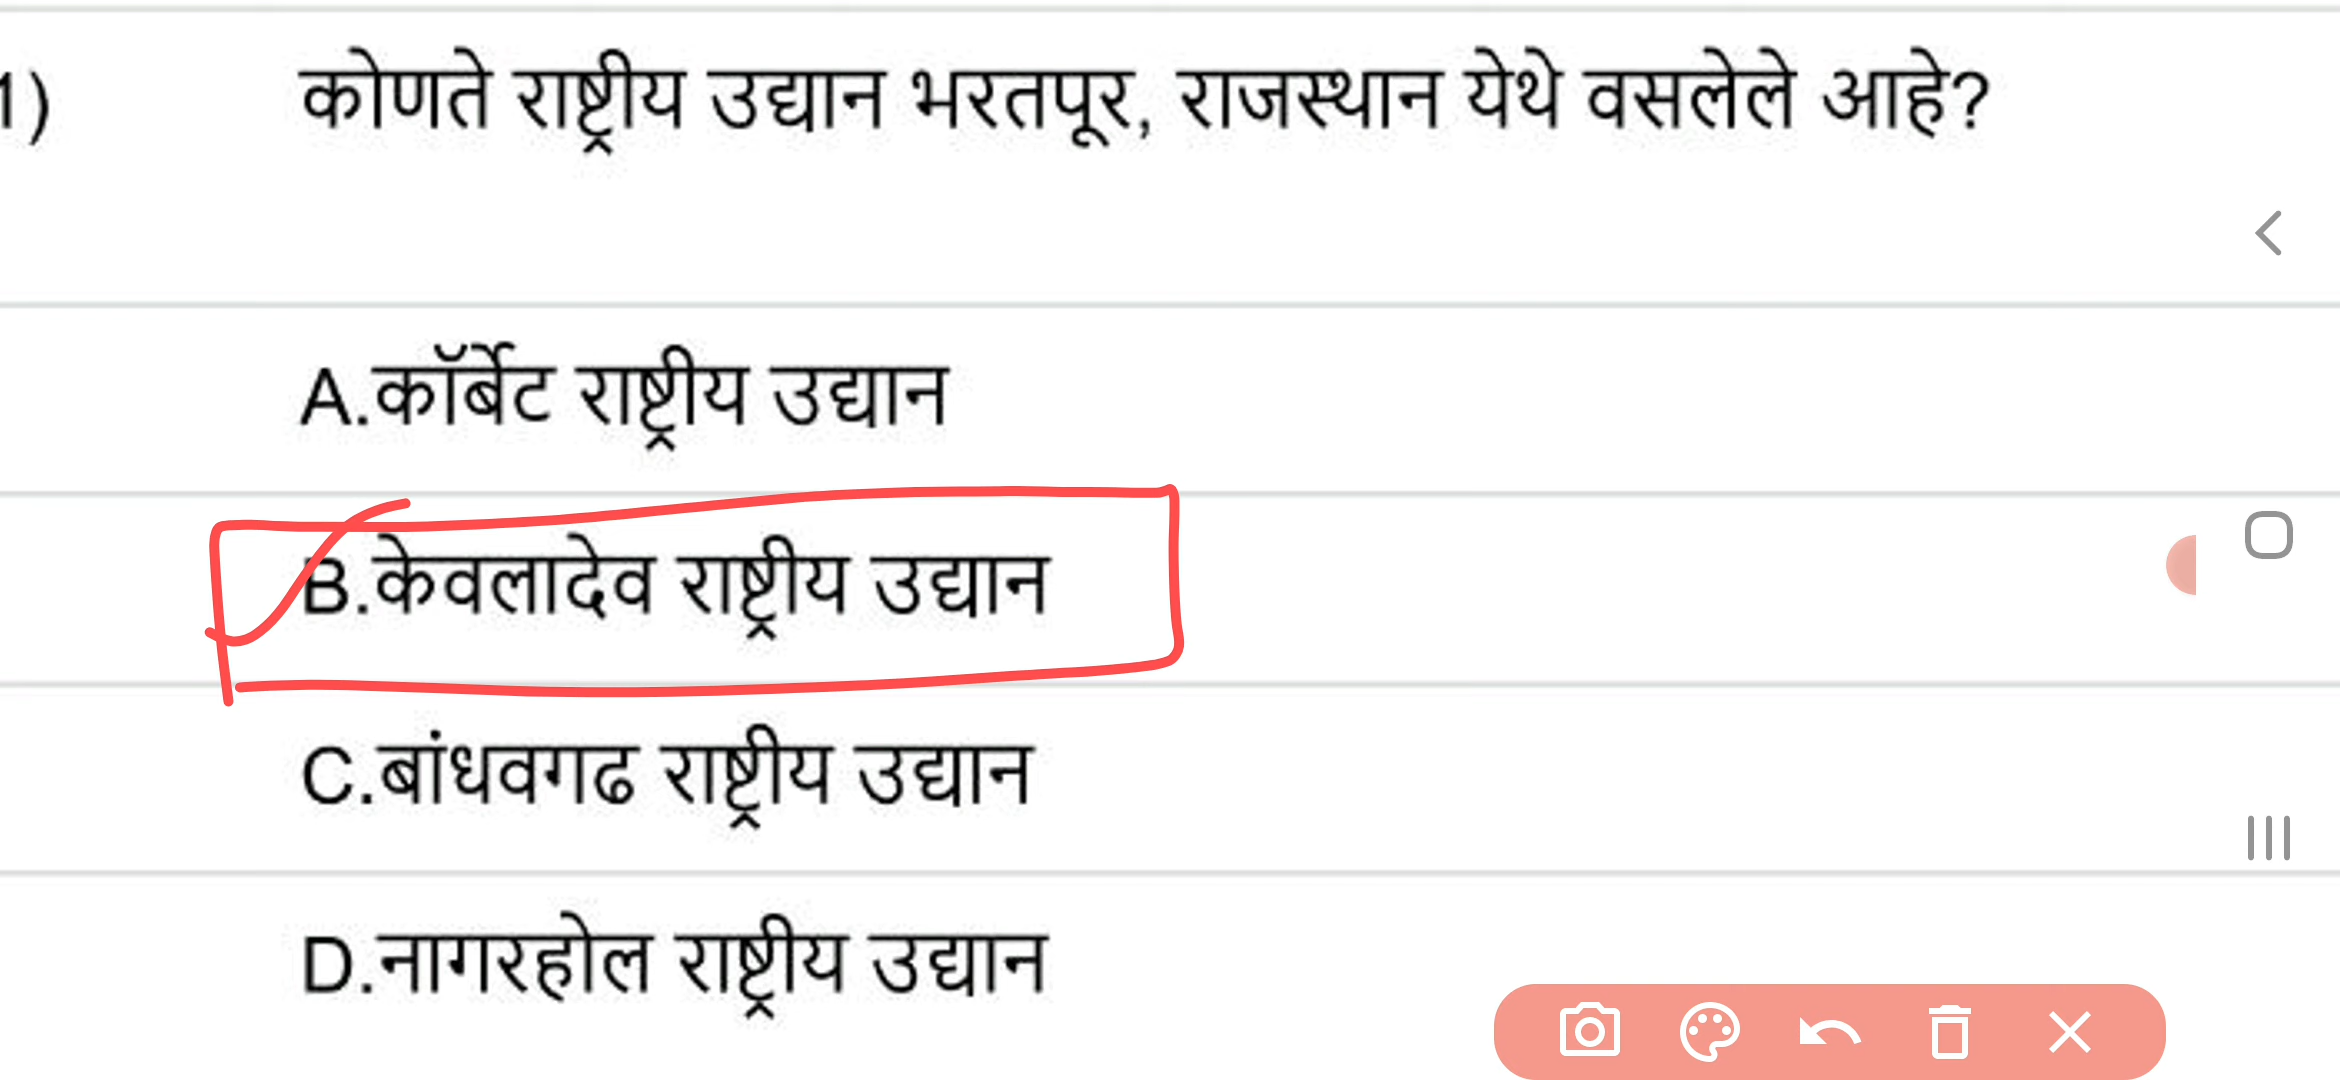 1) कोणते राष्ट्रीय उद्यान भरतपूर, राजस्थान येथे वसलेले आहे?
A.कॉर्बेट राष्ट्रीय उद्यान
B.केवलादेव राष्ट्रीय उद्यान
C.बांधवगढ राष्ट्रीय उद्यान
D.नागरहोल राष्ट्रीय उद्यान